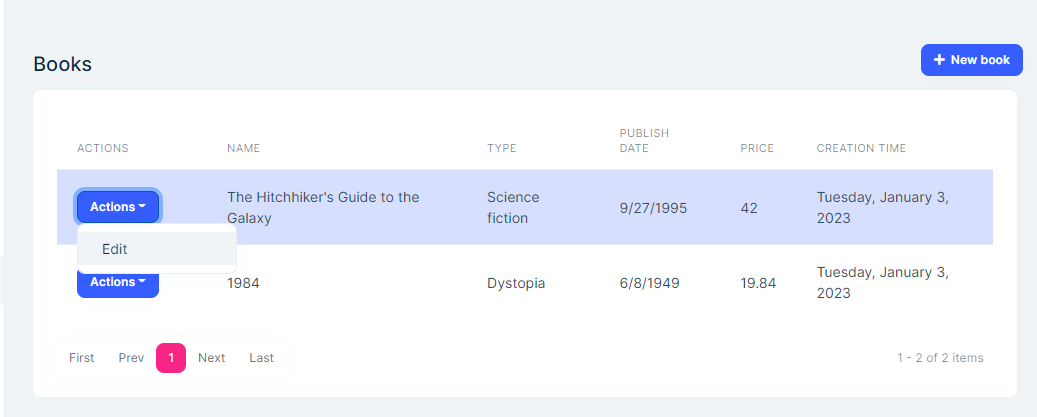 Books
+ New book
ACTIONS
NAME
TYPE
PUBLISH
DATE
PRICE
CREATION TIME
Actions
The Hitchhiker's Guide to the
Galaxy
Science
fiction
9/27/1995
42
Tuesday, January 3,
2023
Edit
Actions
1984
Dystopia
6/8/1949
19.84
Tuesday, January 3,
2023
First
Prev
1
Next
Last
1 - 2 of 2 items